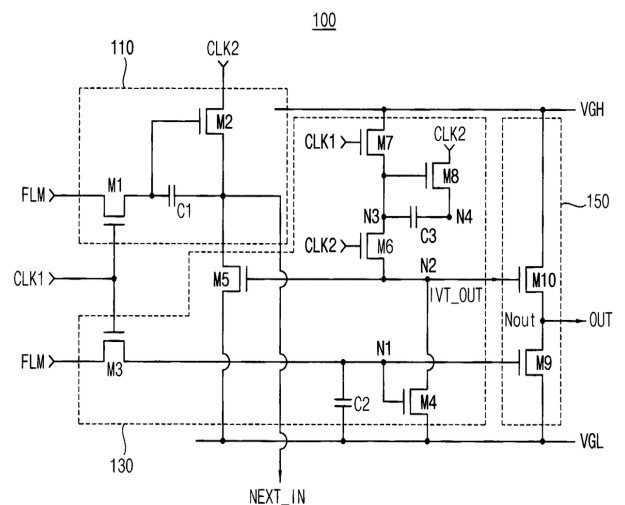 100
110
CLK2
M2
VGH
CLK1
M7
CLK2
M8
150
FLM
M1
C1
N3
C3
N4
CLK2
M6
CLK1
M5
N2
IVT_OUT
M10
Nout
OUT
FLM
M3
N1
M9
C2
M4
VGL
130
NEXT_IN